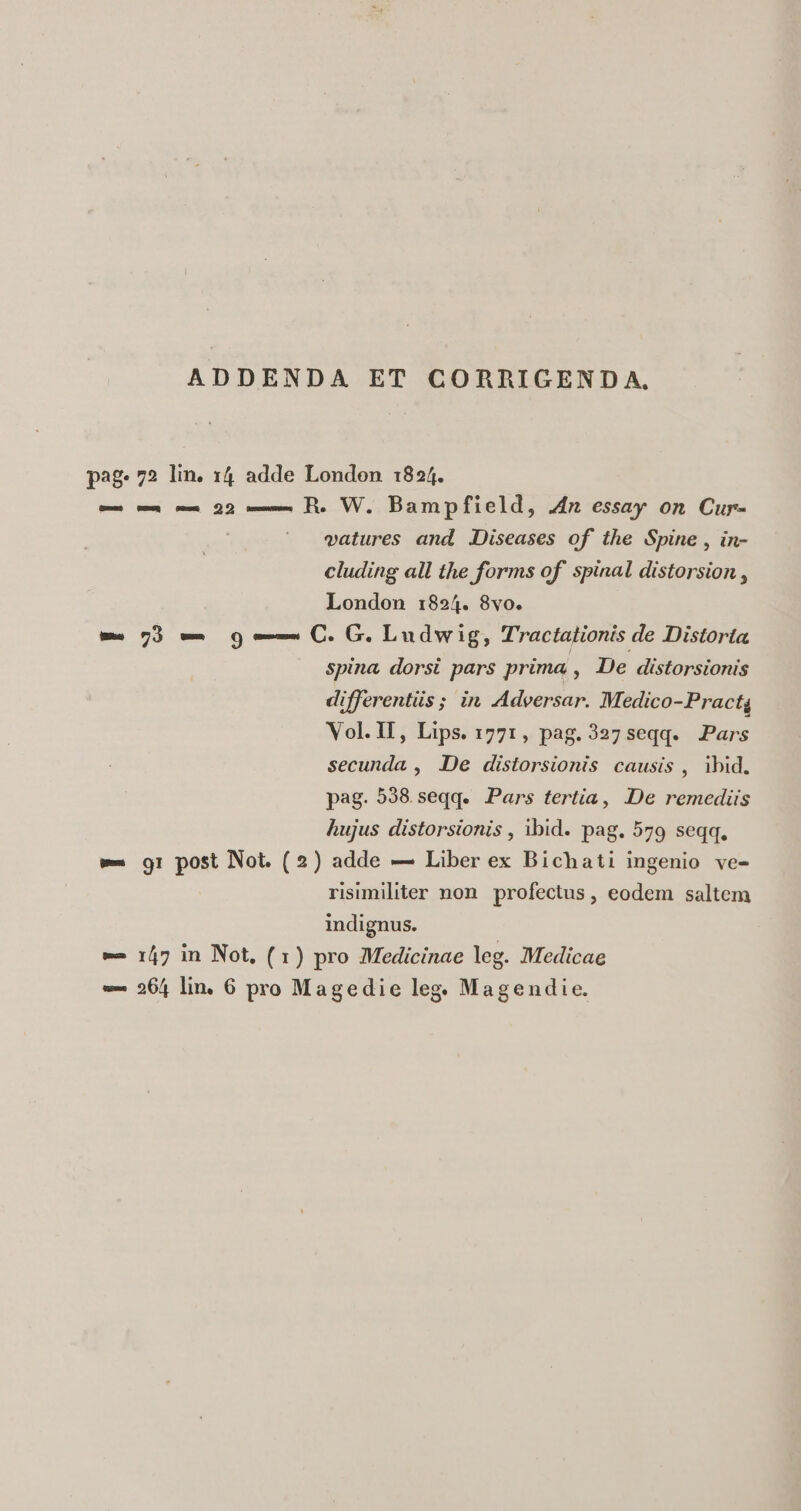 ADDENDA ET CORRIGENDA.
pag. 72 lin. 14 adde London 1824.
— — — 22 —— R. W. Bampfield, An essay on Cur-
vatures and Diseases of the Spine, in-
cluding all the forms of spinal distorsion,
London 1824. 8vo.
— 73 — 9 —— C. G. Ludwig, Tractationis de Distorta
spina dorsi pars prima, De distorsionis
differentiis; in Adversar. Medico-Pract.
Vol. II, Lips. 1771, pag. 327 seqq. Pars
secunda, De distorsionis causis, ibid.
pag. 538. seqq. Pars tertia, De remediis
hujus distorsionis, ibid. pag. 579 seqq.
— 91 post Not. (2) adde — Liber ex Bichati ingenio ve-
risimiliter non profectus, eodem saltem
indignus.
— 147 in Not. (1) pro Medicinae leg. Medicae
— 264 lin. 6 pro Magedie leg. Magendie.